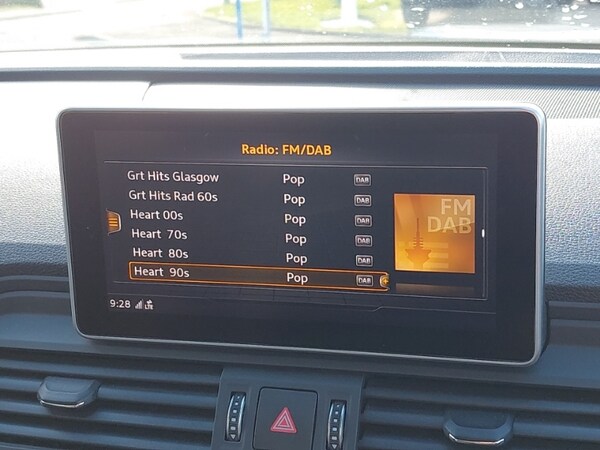 Radio: FM/DAB
Grt Hits Glasgow Pop DAB
Grt Hits Rad 60s Pop DAB
Heart 00s Pop DAB
Heart 70s Pop DAB
Heart 80s Pop DAB
Heart 90s Pop DAB
FM
DAB
9:28 LTE